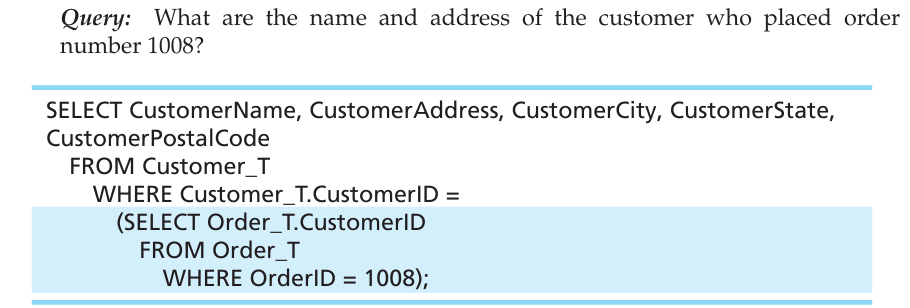 Query: What are the name and address of the customer who placed order
number 1008?
SELECT CustomerName, CustomerAddress, CustomerCity, CustomerState,
CustomerPostalCode
FROM Customer_T
WHERE Customer_T.CustomerID =
(SELECT Order_T.CustomerID
FROM Order_T
WHERE OrderID = 1008);